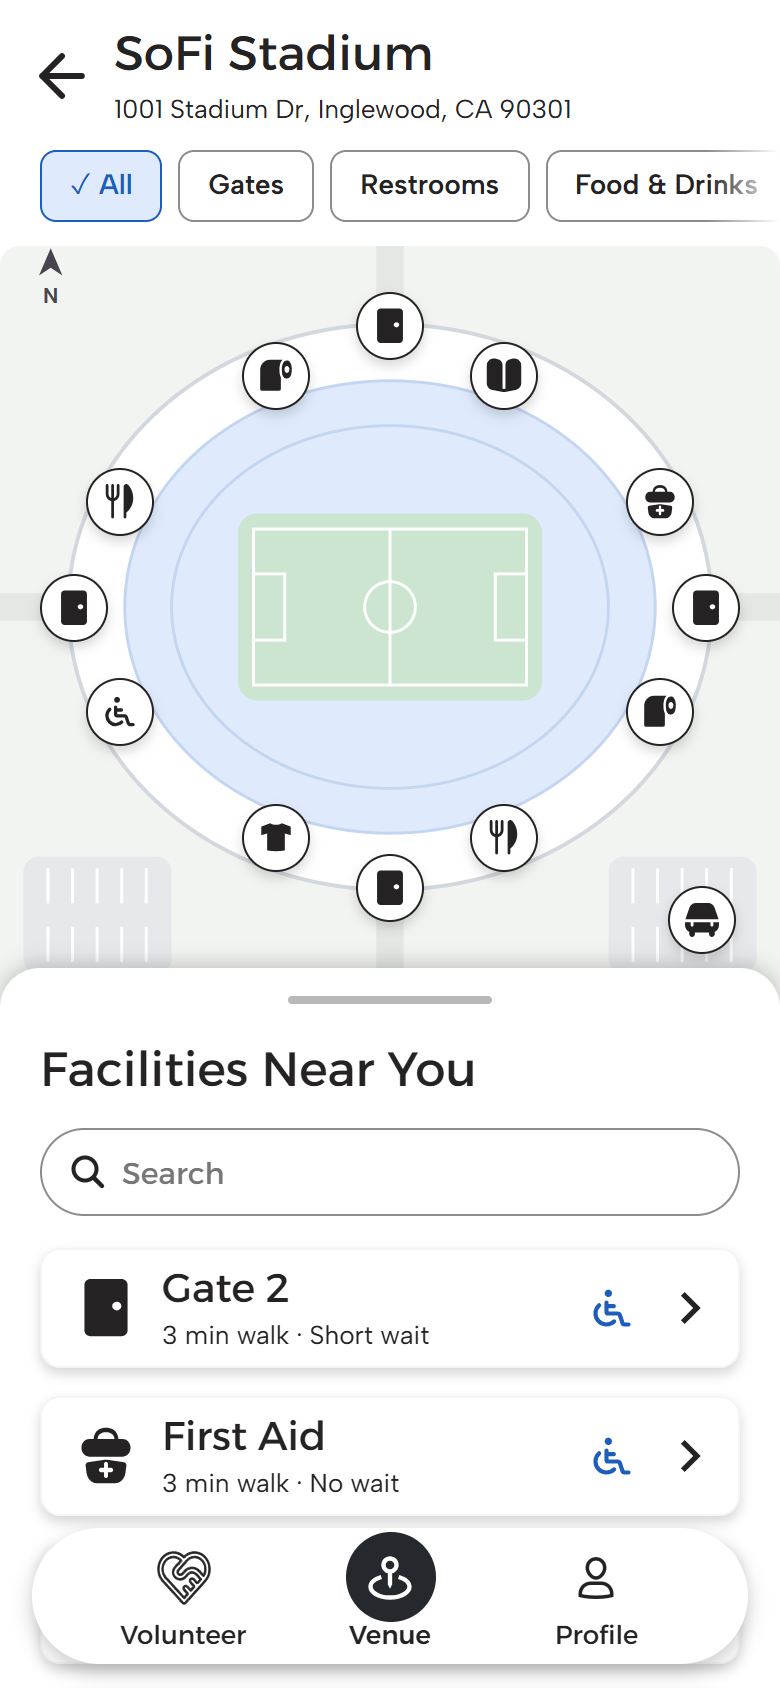 SoFi Stadium
1001 Stadium Dr, Inglewood, CA 90301
✓ All
Gates
Restrooms
Food & Drinks
N
Facilities Near You
Search
Gate 2
3 min walk · Short wait
First Aid
3 min walk · No wait
Volunteer
Venue
Profile